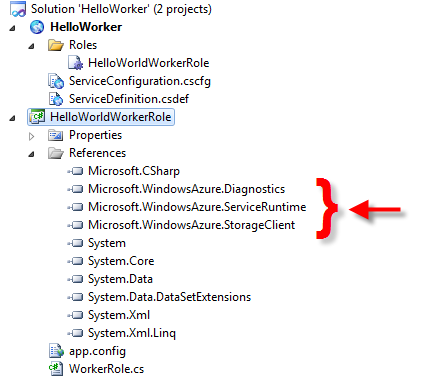 Solution 'HelloWorker' (2 projects)
HelloWorker
Roles
HelloWorldWorkerRole
ServiceConfiguration.cscfg
ServiceDefinition.csdef
HelloWorldWorkerRole
Properties
References
Microsoft.CSharp
Microsoft.WindowsAzure.Diagnostics
Microsoft.WindowsAzure.ServiceRuntime
Microsoft.WindowsAzure.StorageClient
System
System.Core
System.Data
System.Data.DataSetExtensions
System.Xml
System.Xml.Linq
app.config
WorkerRole.cs